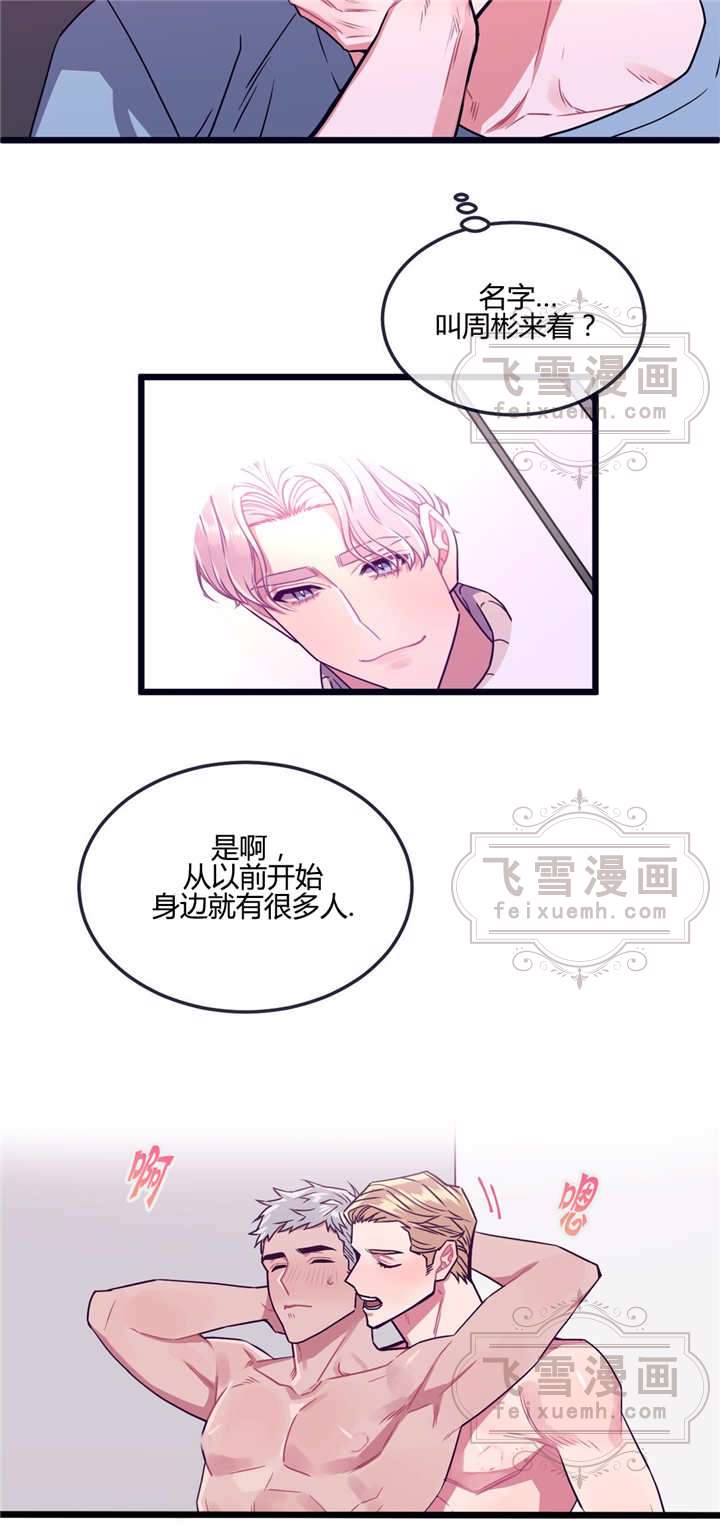 名字...
叫周彬来着？
飞雪漫画
feixuemh.com
是啊，
从以前开始
身边就有很多人.
飞雪漫画
feixuemh.com
啊
嗯
飞雪漫画
feixuemh.com